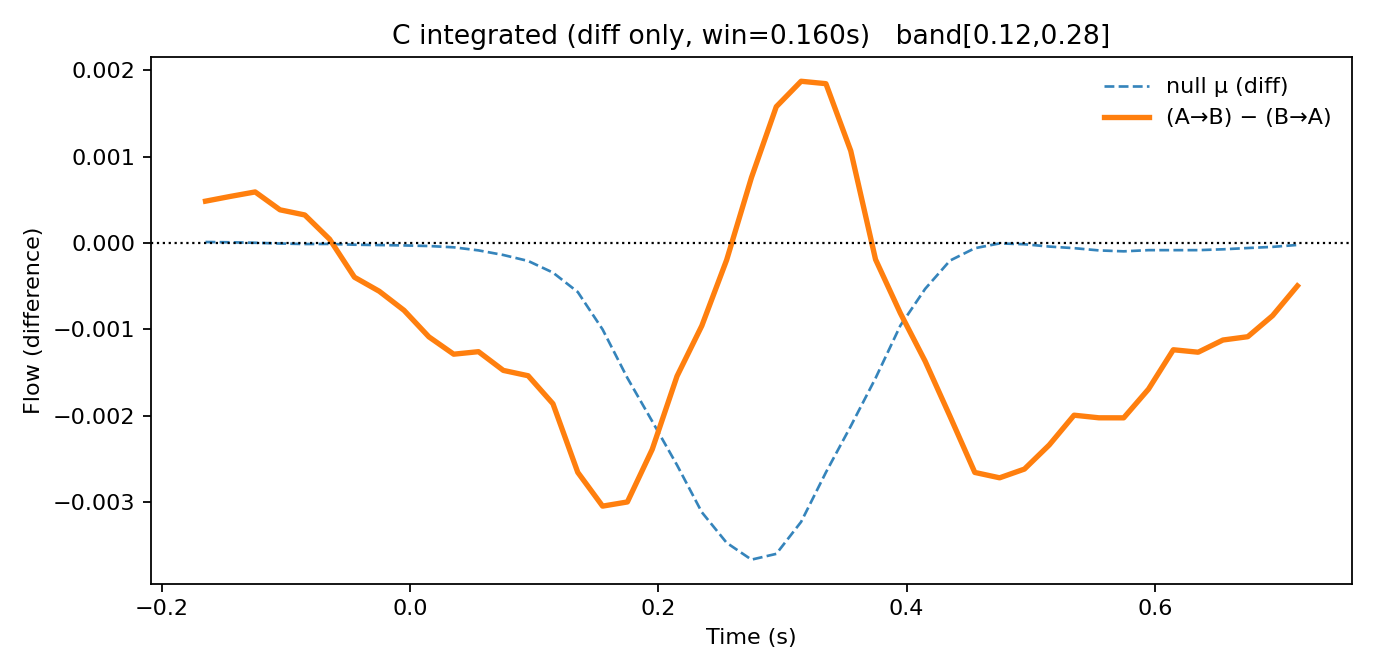 C integrated (diff only, win=0.160s)   band[0.12,0.28]
null μ (diff)
(A→B) − (B→A)
Flow (difference)
0.002
0.001
0.000
−0.001
−0.002
−0.003
−0.2
0.0
0.2
0.4
0.6
Time (s)